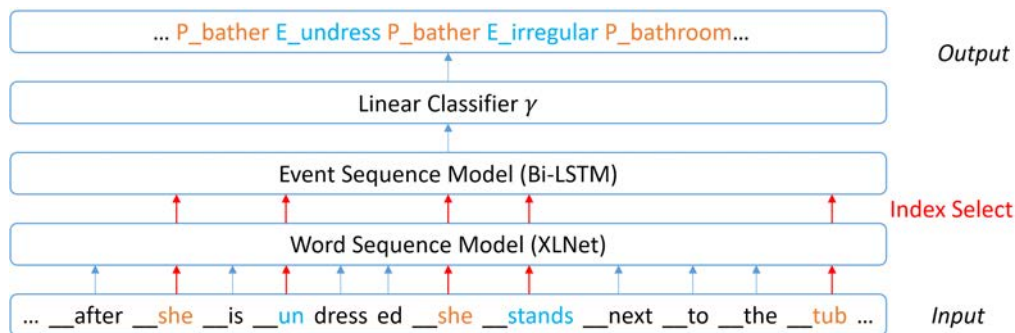 ... P_bather E_undress P_bather E_irregular P_bathroom...
Output
Linear Classifier γ
Event Sequence Model (Bi-LSTM)
Index Select
Word Sequence Model (XLNet)
... __after __she __is __un dress ed __she __stands __next __to __the __tub ...
Input